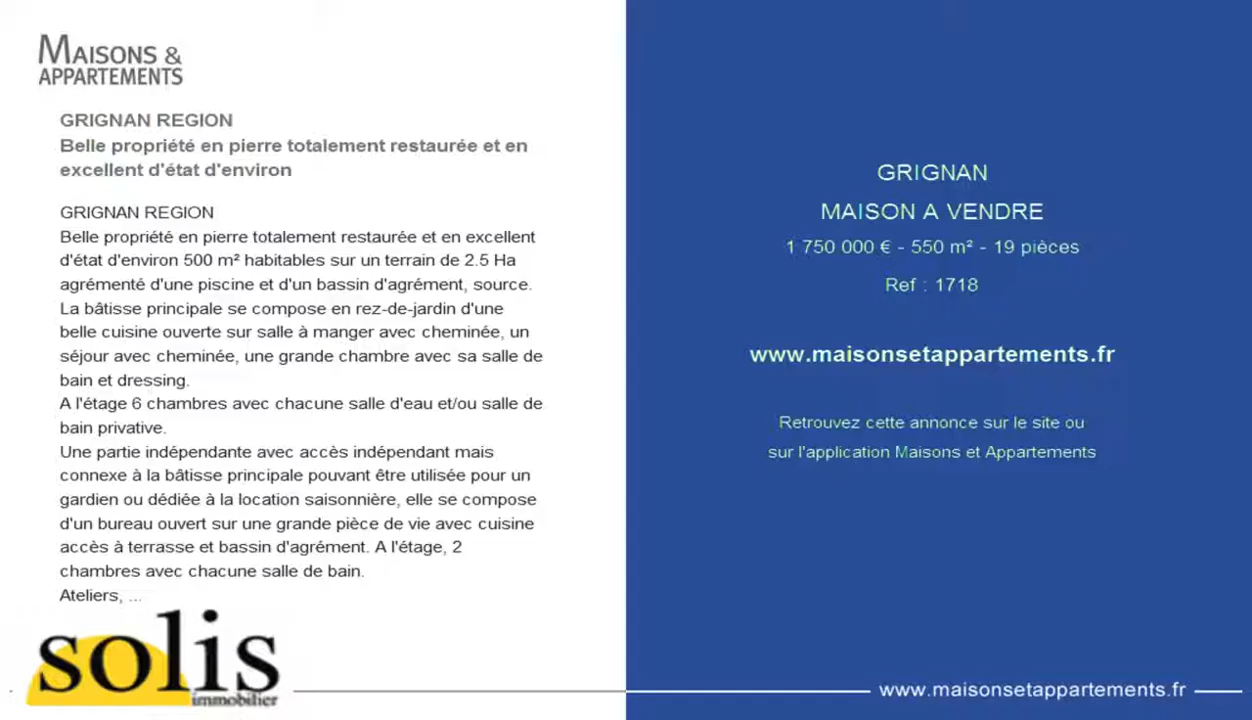 MAISONS &
APPARTEMENTS
GRIGNAN REGION
Belle propriété en pierre totalement restaurée et en
excellent d'état d'environ
GRIGNAN REGION
Belle propriété en pierre totalement restaurée et en excellent
d'état d'environ 500 m² habitables sur un terrain de 2.5 Ha
agrémenté d'une piscine et d'un bassin d'agrément, source.
La bâtisse principale se compose en rez-de-jardin d'une
belle cuisine ouverte sur salle à manger avec cheminée, un
séjour avec cheminée, une grande chambre avec sa salle de
bain et dressing.
A l'étage 6 chambres avec chacune salle d'eau et/ou salle de
bain privative.
Une partie indépendante avec accès indépendant mais
connexe à la bâtisse principale pouvant être utilisée pour un
gardien ou dédiée à la location saisonnière, elle se compose
d'un bureau ouvert sur une grande pièce de vie avec cuisine
accès à terrasse et bassin d'agrément. A l'étage, 2
chambres avec chacune salle de bain.
Ateliers, ...
solis
immobilier
GRIGNAN
MAISON A VENDRE
1 750 000 € - 550 m² - 19 pièces
Ref : 1718
www.maisonsetappartements.fr
Retrouvez cette annonce sur le site ou
sur l'application Maisons et Appartements
www.maisonsetappartements.fr